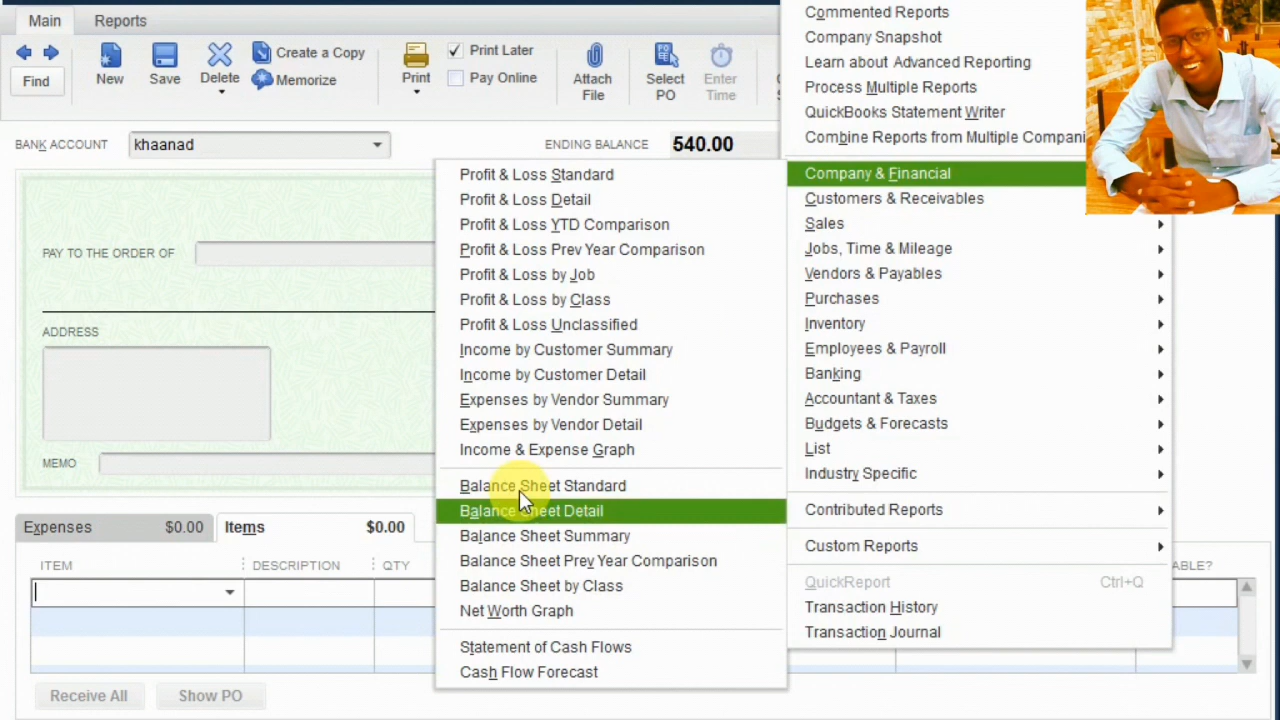 Main
Reports
Find
New
Save
Delete
Create a Copy
Memorize
Print
Print Later
Pay Online
Attach
File
Select
PO
Enter
Time
BANK ACCOUNT
khaanad
ENDING BALANCE
540.00
PAY TO THE ORDER OF
ADDRESS
MEMO
Expenses
$0.00
Items
$0.00
ITEM
DESCRIPTION
QTY
ABLE?
Receive All
Show PO
Profit & Loss Standard
Profit & Loss Detail
Profit & Loss YTD Comparison
Profit & Loss Prev Year Comparison
Profit & Loss by Job
Profit & Loss by Class
Profit & Loss Unclassified
Income by Customer Summary
Income by Customer Detail
Expenses by Vendor Summary
Expenses by Vendor Detail
Income & Expense Graph
Balance Sheet Standard
Balance Sheet Detail
Balance Sheet Summary
Balance Sheet Prev Year Comparison
Balance Sheet by Class
Net Worth Graph
Statement of Cash Flows
Cash Flow Forecast
Commented Reports
Company Snapshot
Learn about Advanced Reporting
Process Multiple Reports
QuickBooks Statement Writer
Combine Reports from Multiple Compani
Company & Financial
Customers & Receivables
Sales
Jobs, Time & Mileage
Vendors & Payables
Purchases
Inventory
Employees & Payroll
Banking
Accountant & Taxes
Budgets & Forecasts
List
Industry Specific
Contributed Reports
Custom Reports
QuickReport Ctrl+Q
Transaction History
Transaction Journal